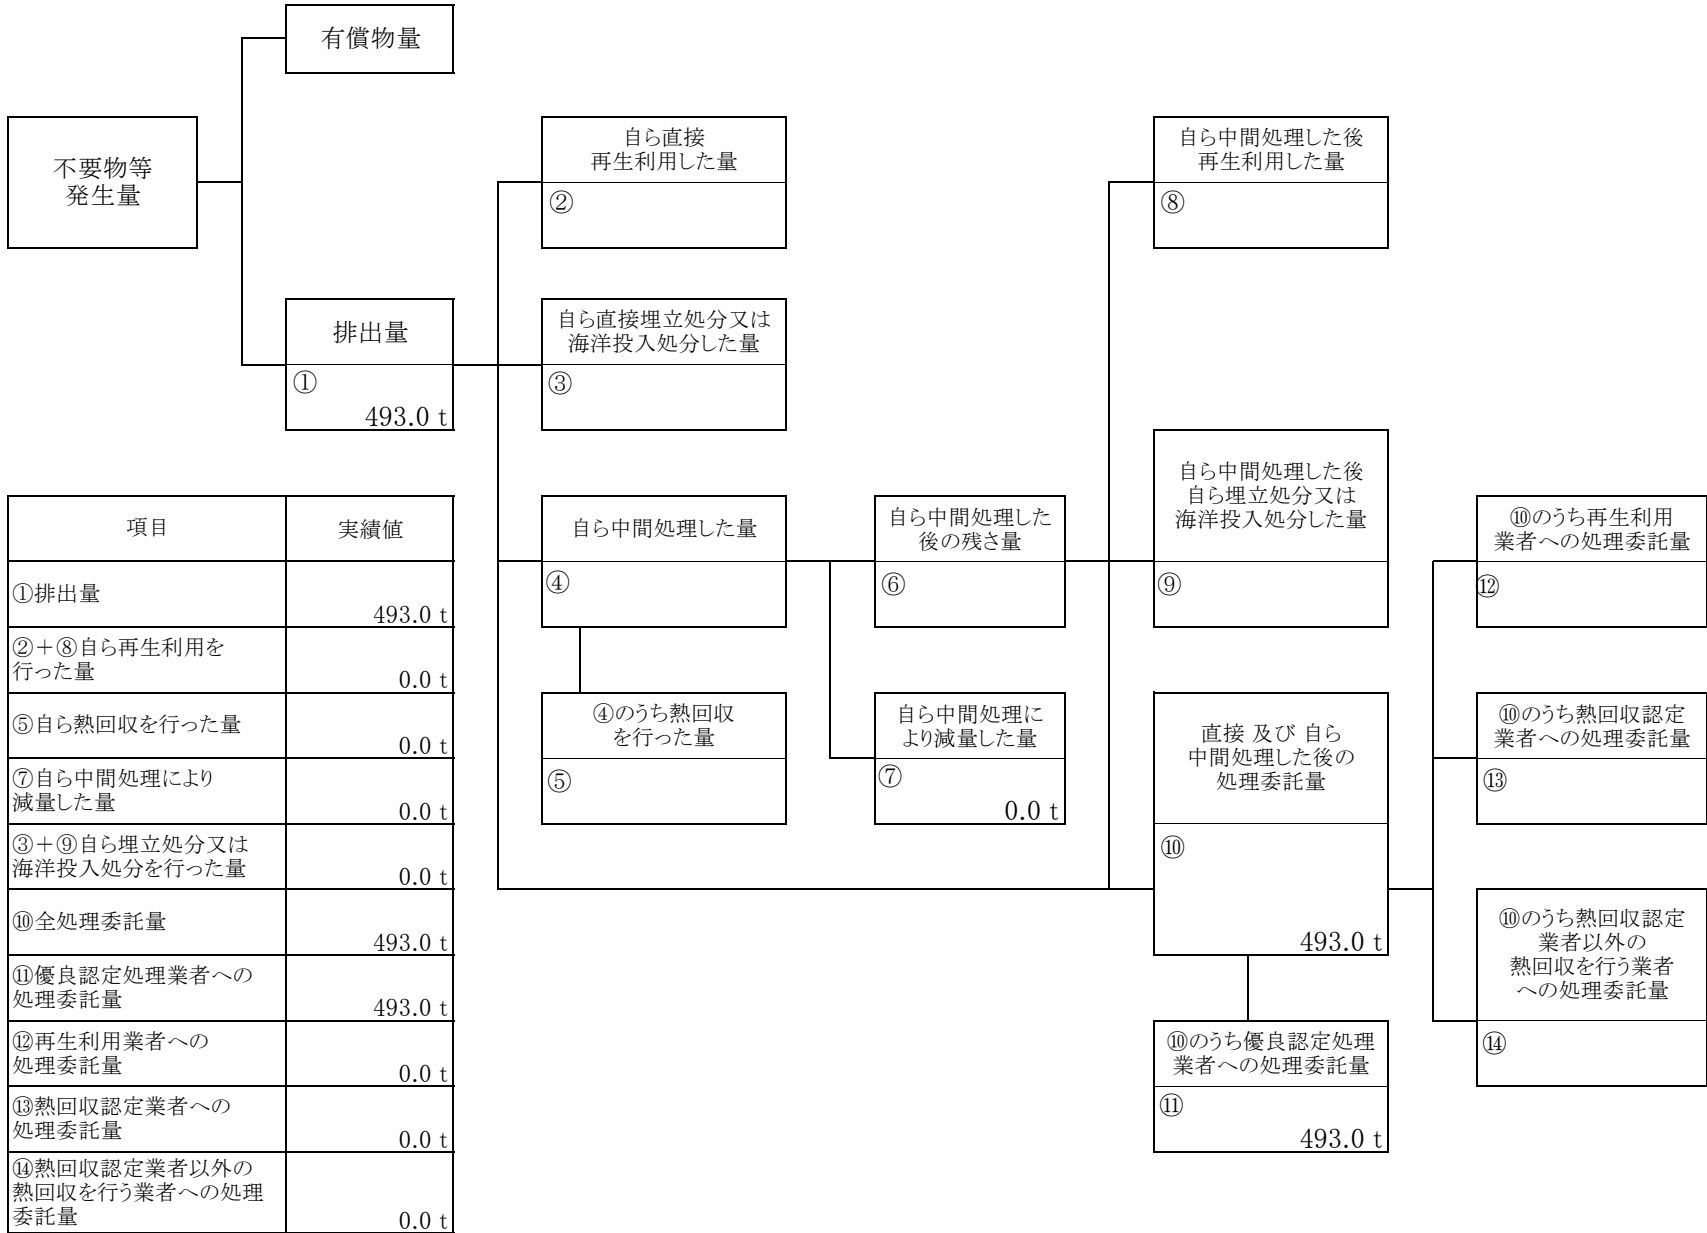 有償物量
不要物等
発生量
自ら直接
再生利用した量
②
自ら中間処理した後
再生利用した量
⑧
排出量
①
493.0 t
自ら直接埋立処分又は
海洋投入処分した量
③
自ら中間処理した後
自ら埋立処分又は
海洋投入処分した量
⑨
自ら中間処理した量
④
自ら中間処理した
後の残さ量
⑥
⑩のうち再生利用
業者への処理委託量
⑫
④のうち熱回収
を行った量
⑤
自ら中間処理に
より減量した量
⑦
0.0 t
直接 及び 自ら
中間処理した後の
処理委託量
⑩
493.0 t
⑩のうち熱回収認定
業者への処理委託量
⑬
⑩のうち熱回収認定
業者以外の
熱回収を行う業者
への処理委託量
⑭
⑩のうち優良認定処理
業者への処理委託量
⑪
493.0 t
項目 実績値
①排出量
493.0 t
②＋⑧自ら再生利用を
行った量
0.0 t
⑤自ら熱回収を行った量
0.0 t
⑦自ら中間処理により
減量した量
0.0 t
③＋⑨自ら埋立処分又は
海洋投入処分を行った量
0.0 t
⑩全処理委託量
493.0 t
⑪優良認定処理業者への
処理委託量
493.0 t
⑫再生利用業者への
処理委託量
0.0 t
⑬熱回収認定業者への
処理委託量
0.0 t
⑭熱回収認定業者以外の
熱回収を行う業者への処理
委託量
0.0 t